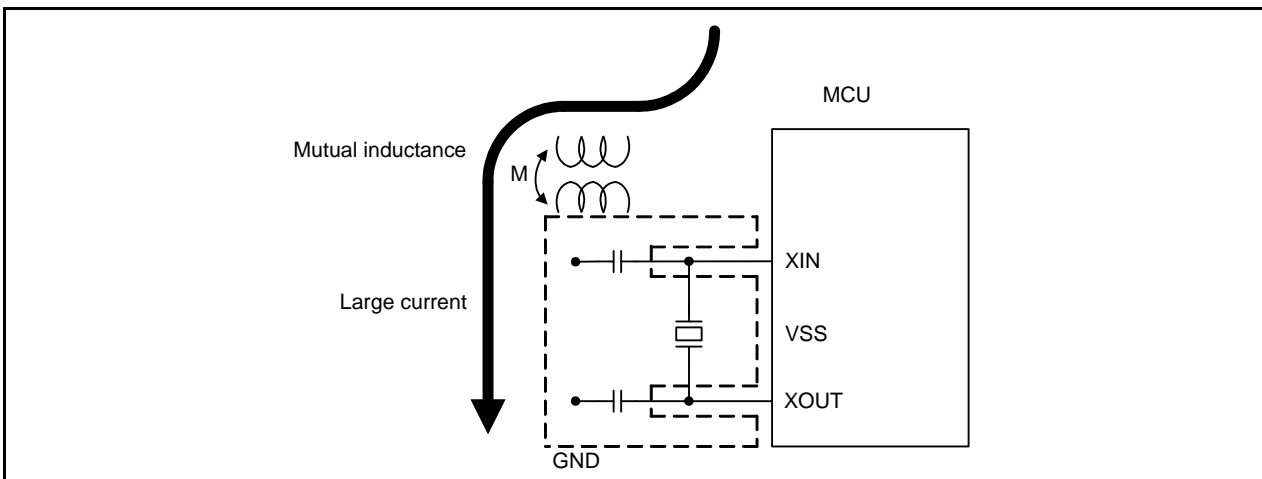 MCU
Mutual inductance
M
XIN
Large current
VSS
XOUT
GND